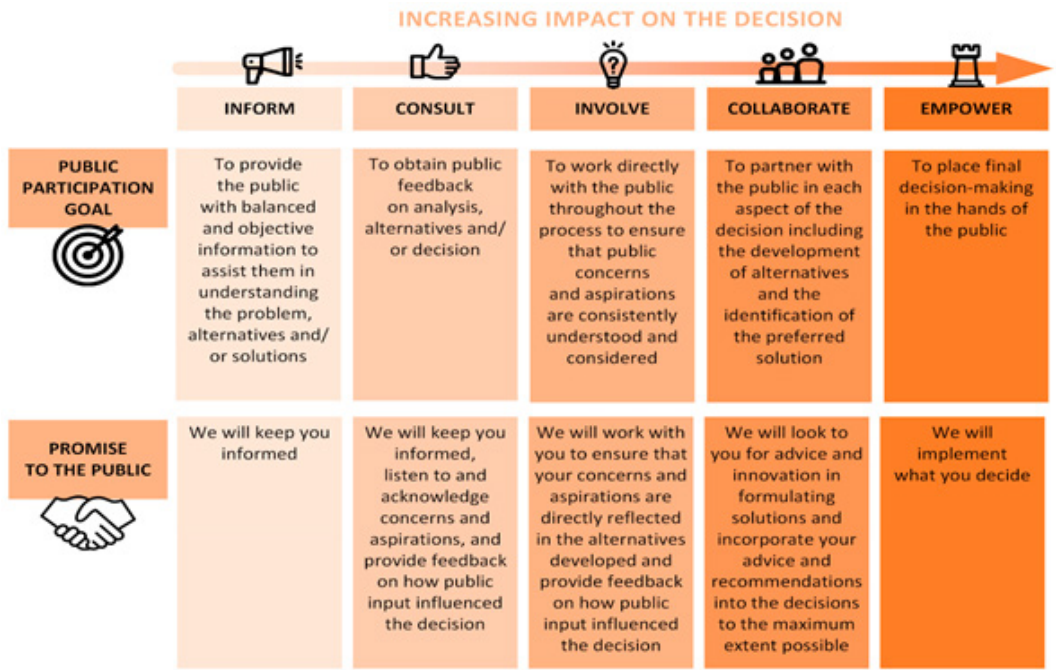 INCREASING IMPACT ON THE DECISION
?
INFORM
CONSULT
INVOLVE
COLLABORATE
EMPOWER
PUBLIC
PARTICIPATION
GOAL
To provide
the public
with balanced
and objective
information to
assist them in
understanding
the problem,
alternatives and/
or solutions
To obtain public
feedback
on analysis,
alternatives and/
or decision
To work directly
with the public
throughout the
process to ensure
that public
concerns
and aspirations
are consistently
understood and
considered
To partner with
the public in each
aspect of the
decision including
the development
of alternatives
and the
identification of
the preferred
solution
To place final
decision-making
in the hands of
the public
PROMISE
TO THE PUBLIC
We will keep you
informed
We will keep you
informed,
listen to and
acknowledge
concerns and
aspirations, and
provide feedback
on how public
input influenced
the decision
We will work with
you to ensure that
your concerns and
aspirations are
directly reflected
in the alternatives
developed and
provide feedback
on how public
input influenced
the decision
We will look to
you for advice and
innovation in
formulating
solutions and
incorporate your
advice and
recommendations
into the decisions
to the maximum
extent possible
We will
implement
what you decide